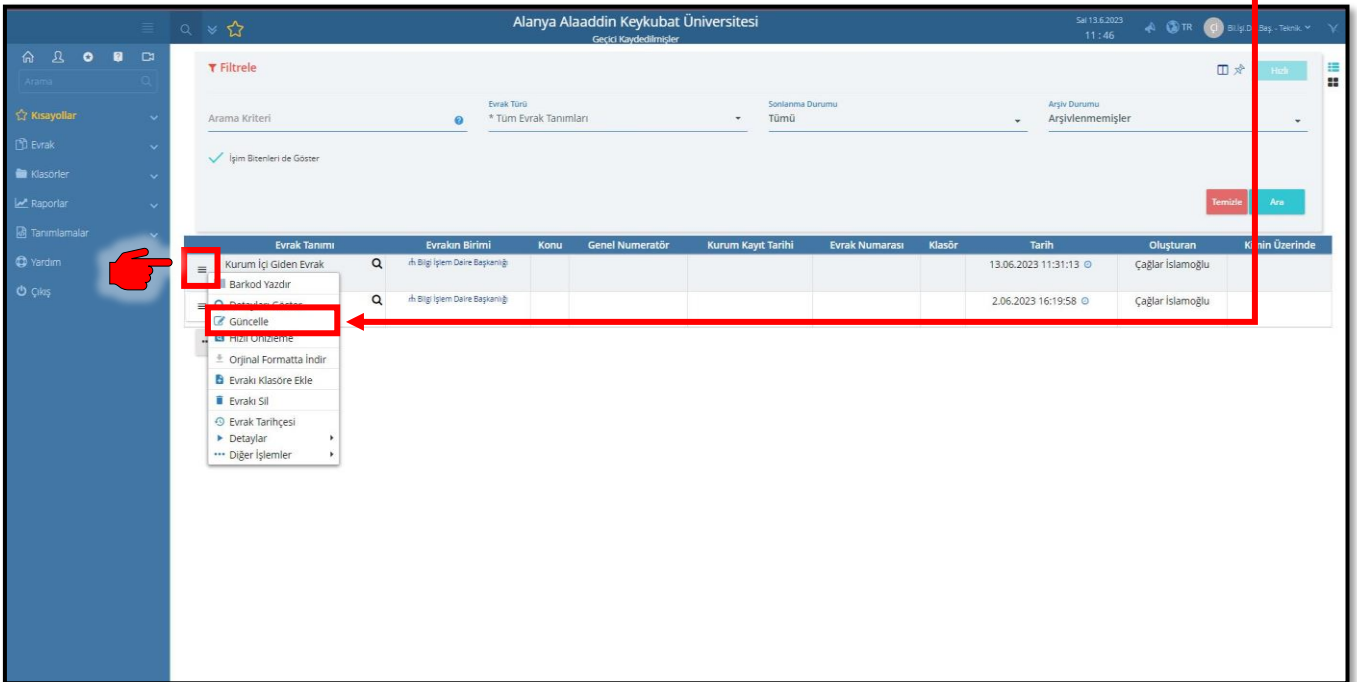 Alanya Alaaddin Keykubat Üniversitesi
Geçici Kaydedilmişler
Sal 13.6.2023
11 : 46
TR
Çİ
Arama
Kısayollar
Evrak
Klasörler
Raporlar
Tanımlamalar
Yardım
Çıkış
Filtrele
Hızlı
Arama Kriteri
Evrak Türü
* Tüm Evrak Tanımları
Sonlanma Durumu
Tümü
Arşiv Durumu
Arşivlenmemişler
İşim Bitenleri de Göster
Temizle Ara
Evrak Tanımı Evrakın Birimi Konu Genel Numeratör Kurum Kayıt Tarihi Evrak Numarası Klasör Tarih Oluşturan Kimin Üzerinde
Kurum İçi Giden Evrak Bilgi İşlem Daire Başkanlığı 13.06.2023 11:31:13 Çağlar İslamoğlu
Bilgi İşlem Daire Başkanlığı 2.06.2023 16:19:58 Çağlar İslamoğlu
Barkod Yazdır
Detayları Göster
Güncelle
Hızlı Önizleme
Orjinal Formatta İndir
Evrakı Klasöre Ekle
Evrakı Sil
Evrak Tarihçesi
Detaylar
Diğer İşlemler